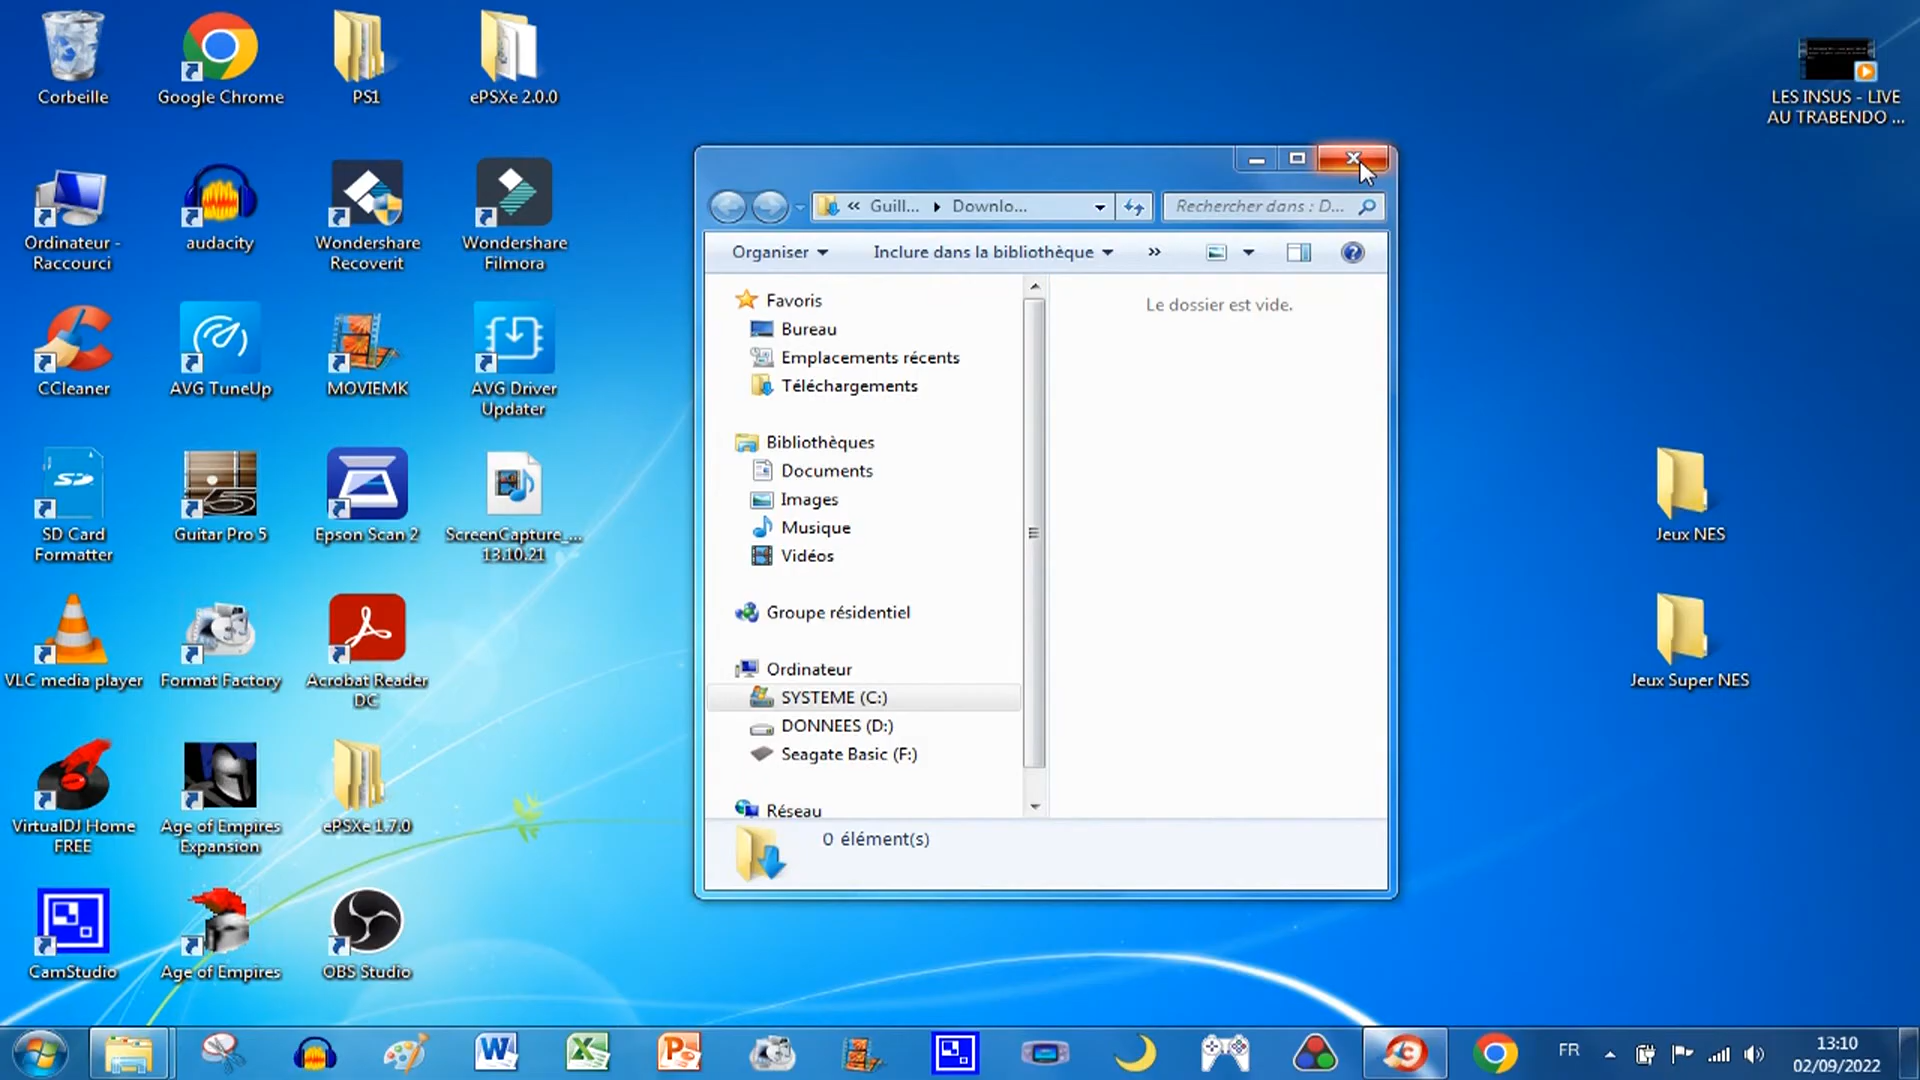 Corbeille
Google Chrome
PS1
ePSXe 2.0.0
LES INSUS - LIVE
AU TRABENDO ...
Ordinateur -
Raccourci
audacity
Wondershare
Recoverit
Wondershare
Filmora
CCleaner
AVG TuneUp
MOVIEMK
AVG Driver
Updater
SD
SD Card
Formatter
5
Guitar Pro 5
Epson Scan 2
ScreenCapture_...
13.10.21
VLC media player
Format Factory
Acrobat Reader
DC
VirtualDJ Home
FREE
Age of Empires
Expansion
ePSXe 1.7.0
CamStudio
Age of Empires
OBS Studio
Jeux NES
Jeux Super NES
« Guill... Downlo...
Rechercher dans : D...
Organiser
Inclure dans la bibliothèque
»
Favoris
Bureau
Emplacements récents
Téléchargements
Bibliothèques
Documents
Images
Musique
Vidéos
Groupe résidentiel
Ordinateur
SYSTEME (C:)
DONNEES (D:)
Seagate Basic (F:)
Réseau
Le dossier est vide.
0 élément(s)
FR
13:10
02/09/2022